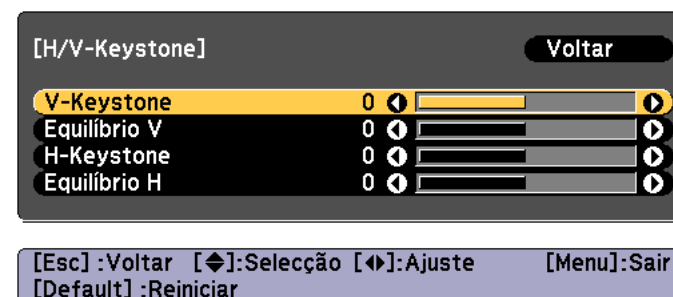 [H/V-Keystone] Voltar
V-Keystone 0
Equilíbrio V 0
H-Keystone 0
Equilíbrio H 0
[Esc] :Voltar [◆]:Selecção [◆]:Ajuste [Menu]:Sair
[Default] :Reiniciar